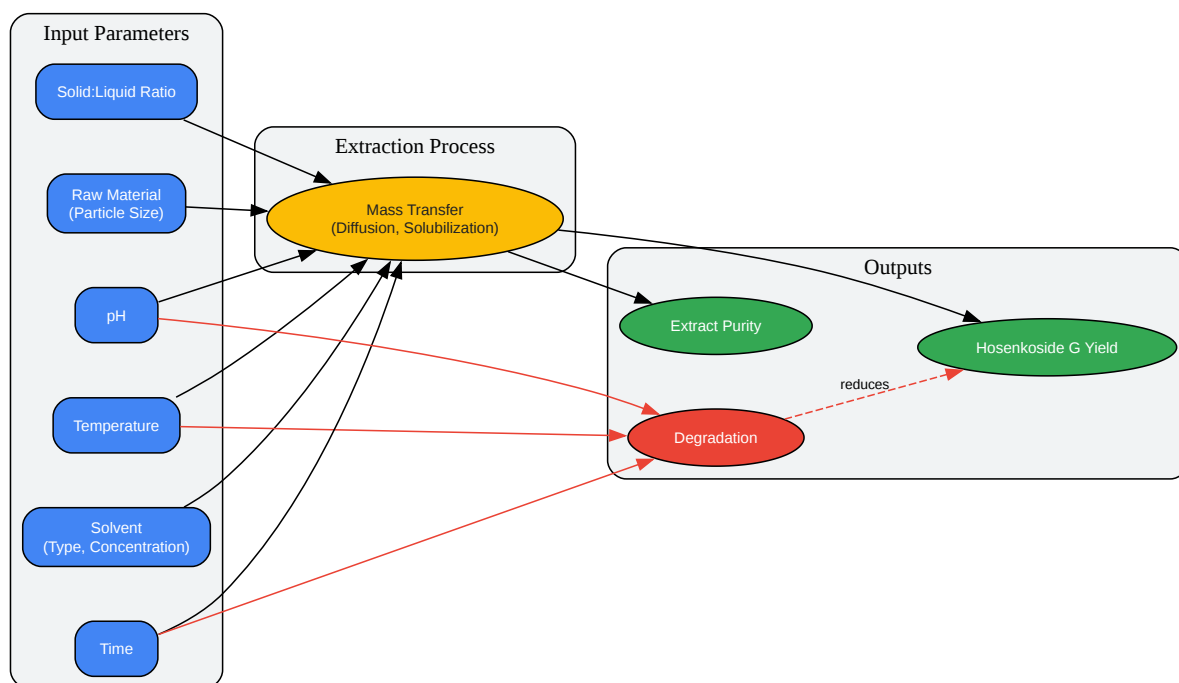 Input Parameters
Solid:Liquid Ratio
Raw Material
(Particle Size)
pH
Temperature
Solvent
(Type, Concentration)
Time
Extraction Process
Mass Transfer
(Diffusion, Solubilization)
Outputs
Extract Purity
Hosenkoside G Yield
reduces
Degradation